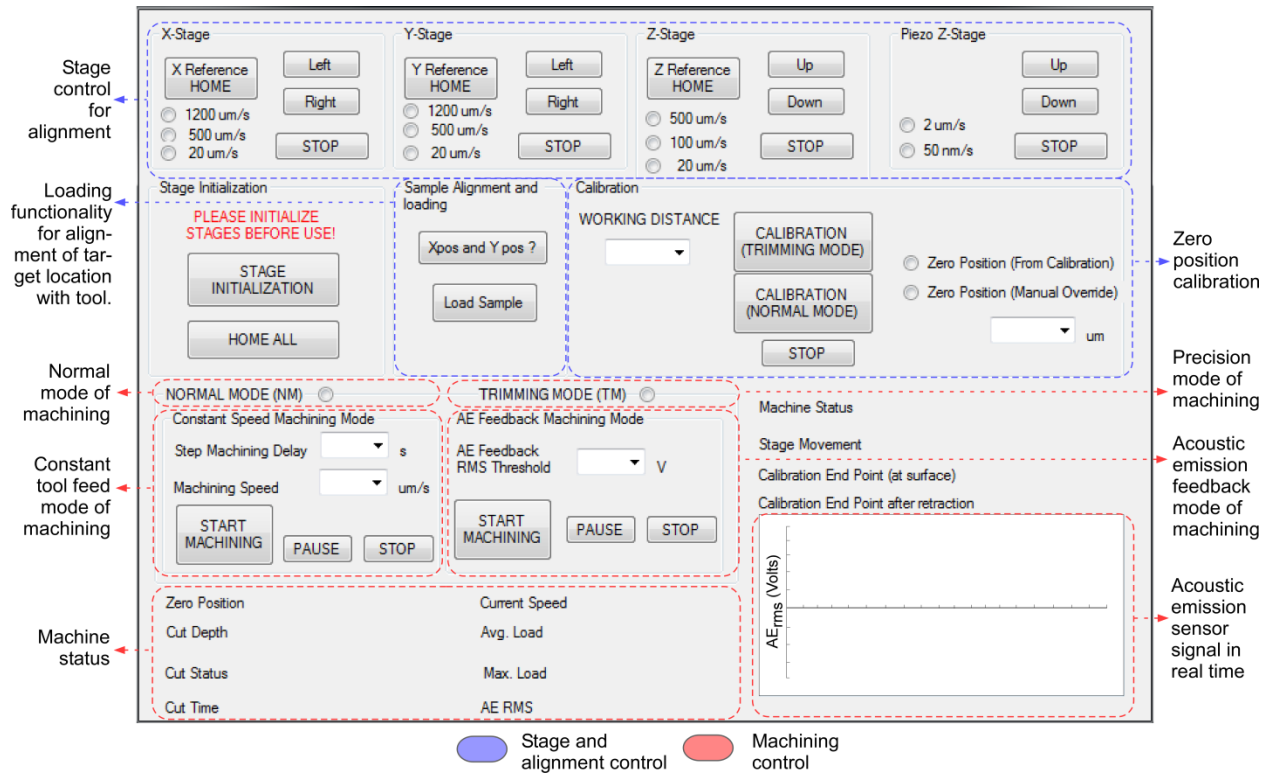 Stage
control
for
alignment
X-Stage
X Reference
HOME
Left
Right
1200 um/s
500 um/s
20 um/s
STOP
Y-Stage
Y Reference
HOME
Left
Right
1200 um/s
500 um/s
20 um/s
STOP
Z-Stage
Z Reference
HOME
Up
Down
500 um/s
100 um/s
20 um/s
STOP
Piezo Z-Stage
Up
Down
2 um/s
50 nm/s
STOP
Loading
functionality
for align-
ment of tar-
get location
with tool.
Stage Initialization
PLEASE INITIALIZE
STAGES BEFORE USE!
STAGE
INITIALIZATION
HOME ALL
Sample Alignment and
loading
Xpos and Y pos ?
Load Sample
Calibration
WORKING DISTANCE
CALIBRATION
(TRIMMING MODE)
CALIBRATION
(NORMAL MODE)
STOP
Zero Position (From Calibration)
Zero Position (Manual Override)
um
Zero
position
calibration
Normal
mode of
machining
NORMAL MODE (NM)
TRIMMING MODE (TM)
Precision
mode of
machining
Constant
tool feed
mode of
machining
Constant Speed Machining Mode
Step Machining Delay
s
Machining Speed
um/s
START
MACHINING
PAUSE
STOP
AE Feedback Machining Mode
AE Feedback
RMS Threshold
V
START
MACHINING
PAUSE
STOP
Machine Status
Stage Movement
Calibration End Point (at surface)
Calibration End Point after retraction
AErms (Volts)
Acoustic
emission
feedback
mode of
machining
Acoustic
emission
sensor
signal in
real time
Machine
status
Zero Position
Cut Depth
Cut Status
Cut Time
Current Speed
Avg. Load
Max. Load
AE RMS
Stage and
alignment control
Machining
control